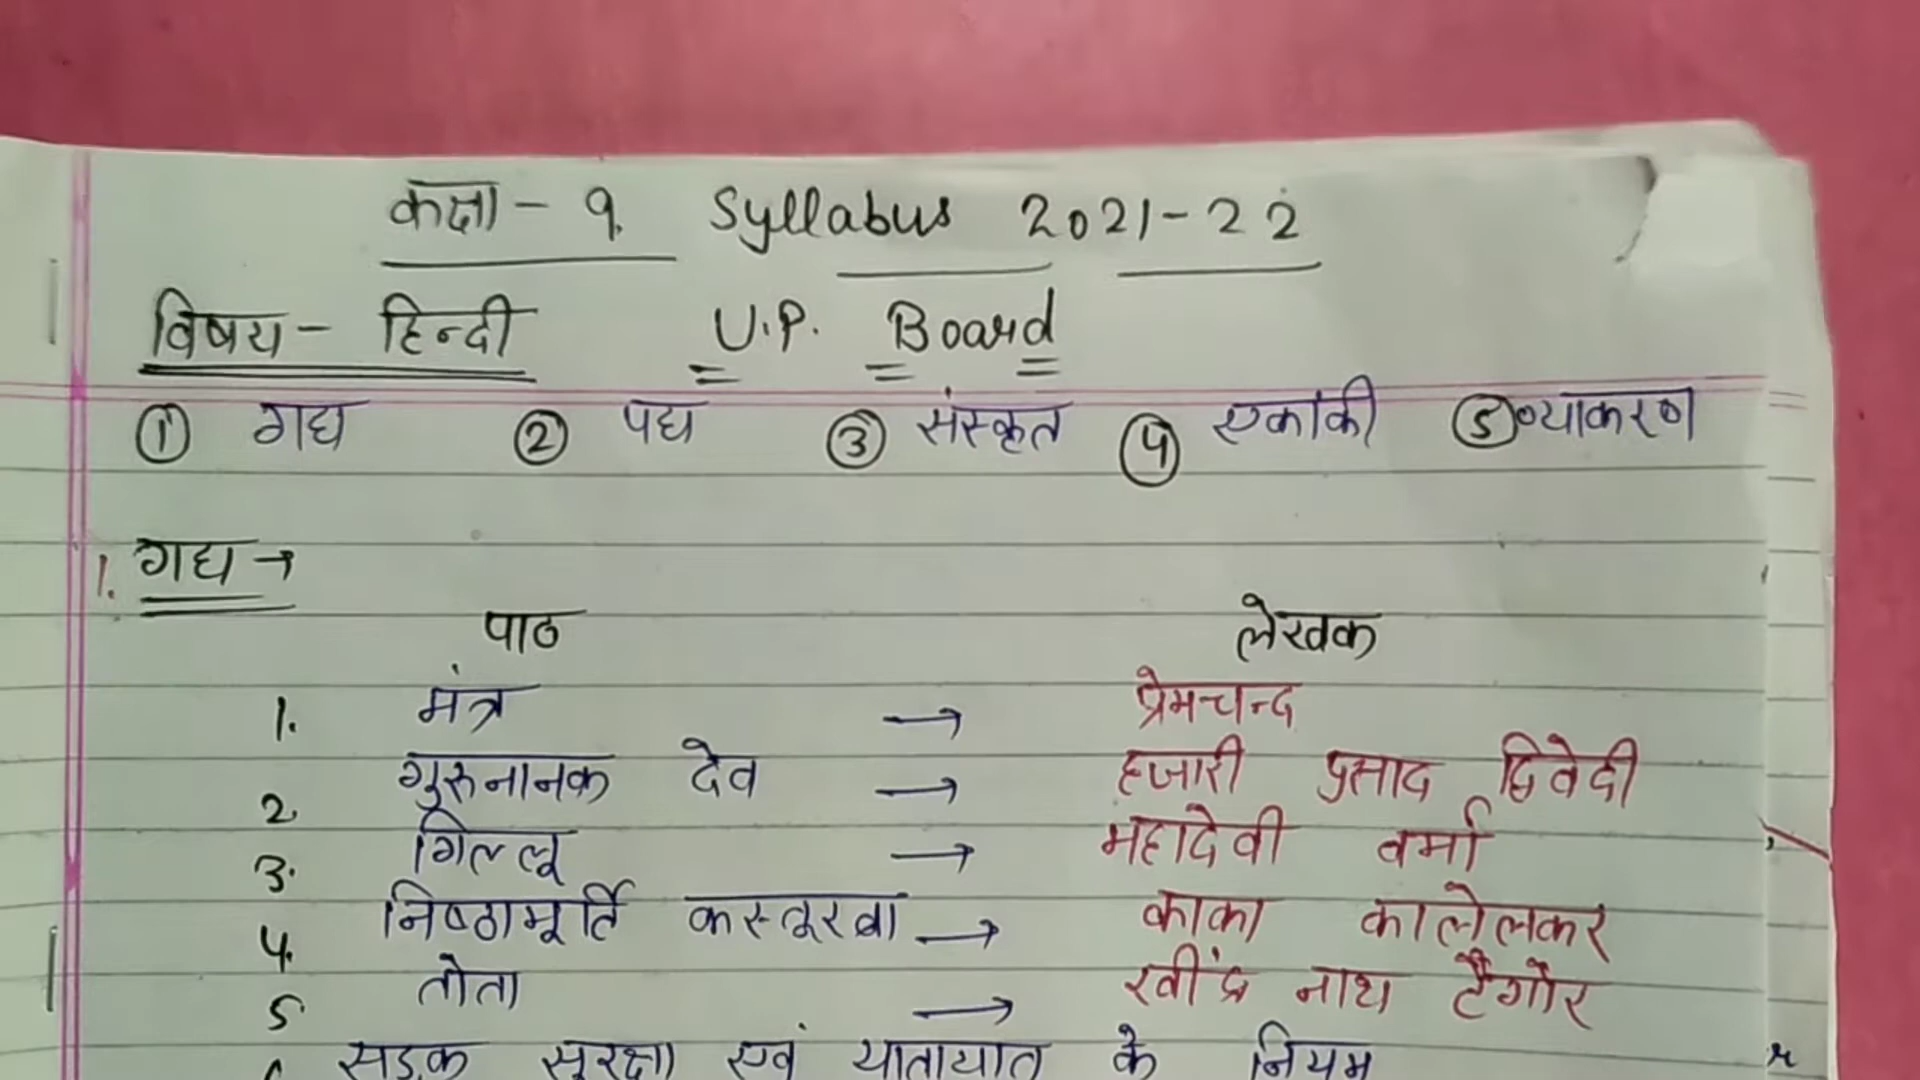 कक्षा - 9. Syllabus 2021-22
विषय - हिन्दी U.P. Board
① गद्य ② पद्य ③ संस्कृत ④ एकांकी ⑤ व्याकरण
1. गद्य →
पाठ लेखक
1. मंत्र → प्रेमचन्द
2. गुरुनानक देव → हजारी प्रसाद द्विवेदी
3. गिल्लू → महादेवी वर्मा
4. निष्ठामूर्ति कस्तूरबा → काका कालेलकर
5. तोता → रवींद्र नाथ टैगोर
सड़क सुरक्षा एवं यातायात के नियम